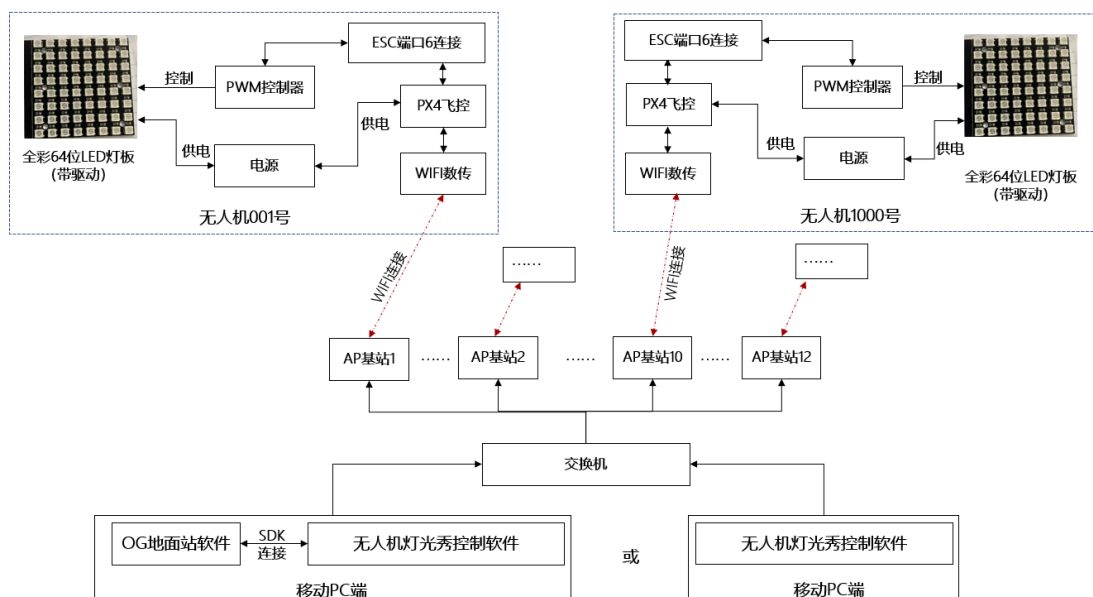 ESC端口6连接
控制
PWM控制器
PX4飞控
供电
供电
电源
WIFI数传
全彩64位LED灯板
(带驱动)
无人机001号
ESC端口6连接
PWM控制器
控制
PX4飞控
供电
电源
供电
WIFI数传
全彩64位LED灯板
(带驱动)
无人机1000号
WIFI连接
……
WIFI连接
……
AP基站1
……
AP基站2
……
AP基站10
……
AP基站12
交换机
OG地面站软件
SDK
连接
无人机灯光秀控制软件
移动PC端
或
无人机灯光秀控制软件
移动PC端